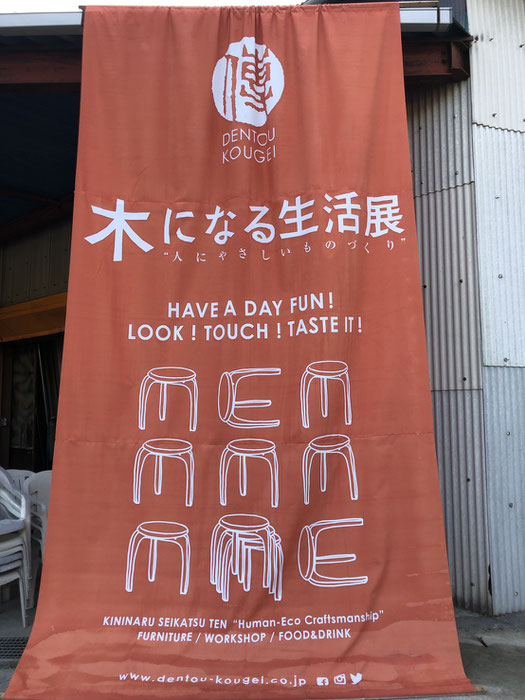 傳
DENTOU
KOUGEI
木になる生活展
"人にやさしいものづくり"
HAVE A DAY FUN!
LOOK! TOUCH! TASTE IT!
KININARU SEIKATSU TEN "Human-Eco Craftsmanship"
FURNITURE / WORKSHOP / FOOD&DRINK
www.dentou-kougei.co.jp